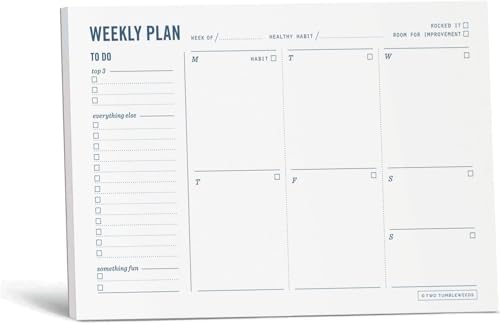 WEEKLY PLAN
WEEK OF/
HEALTHY HABIT/
ROCKED IT
ROOM FOR IMPROVEMENT
TO DO
top 3
everything else
something fun
M
HABIT
T
W
T
F
S
S
© TWO TUMBLEWEEDS